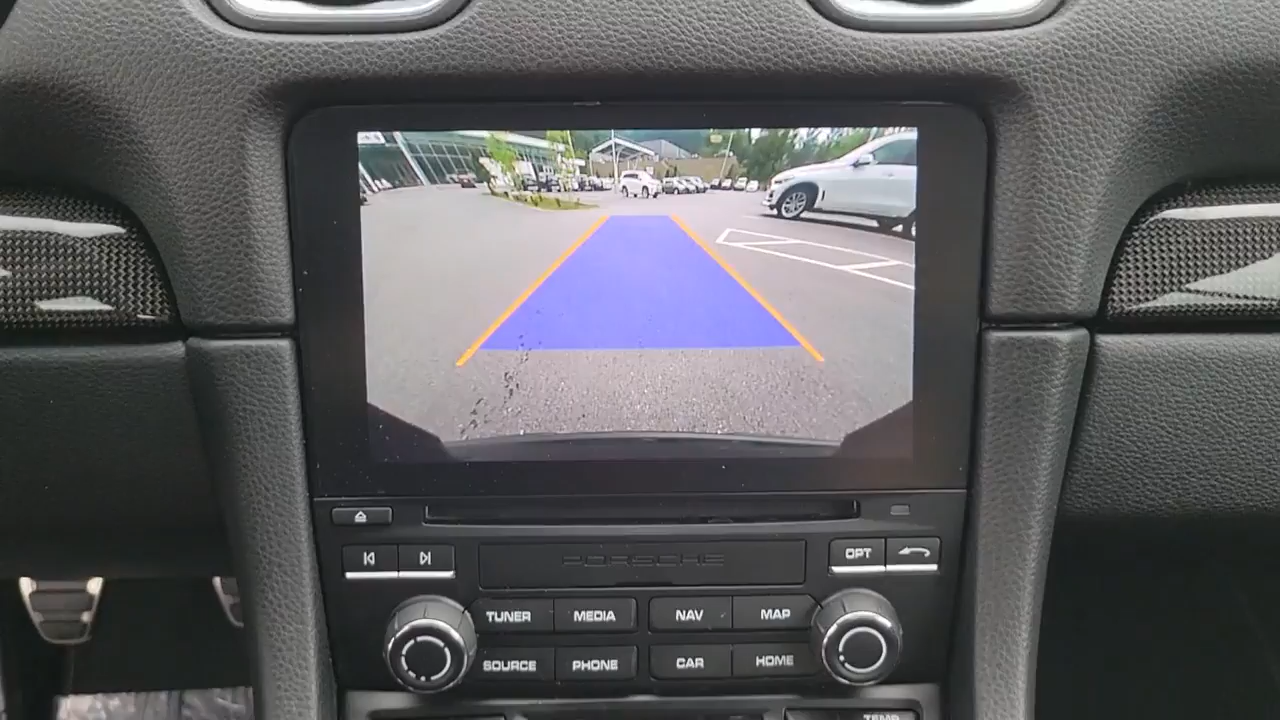 PORSCHE
OPT
TUNER MEDIA NAV MAP
SOURCE PHONE CAR HOME
TEMP